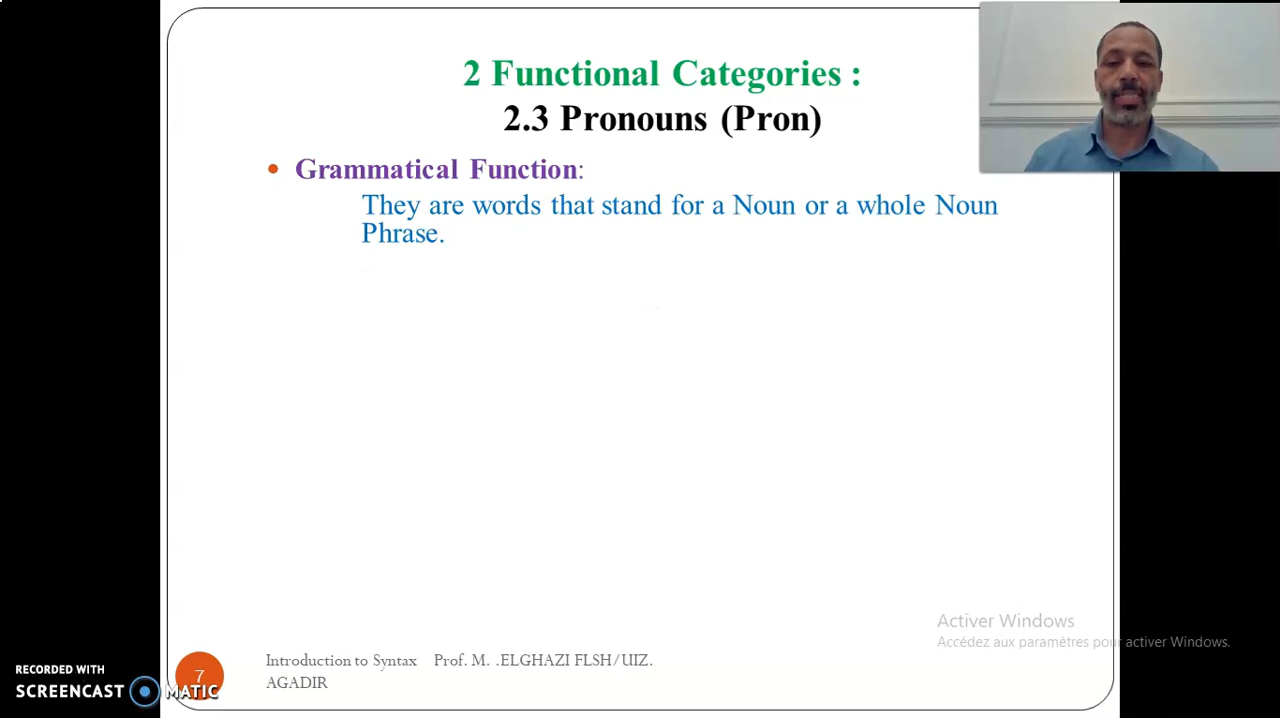 2 Functional Categories :
2.3 Pronouns (Pron)
• Grammatical Function:
They are words that stand for a Noun or a whole Noun
Phrase.
Activer Windows
Accédez aux paramètres pour activer Windows.
7
Introduction to Syntax Prof. M. .ELGHAZI FLSH/UIZ.
AGADIR
RECORDED WITH
SCREENCAST MATIC